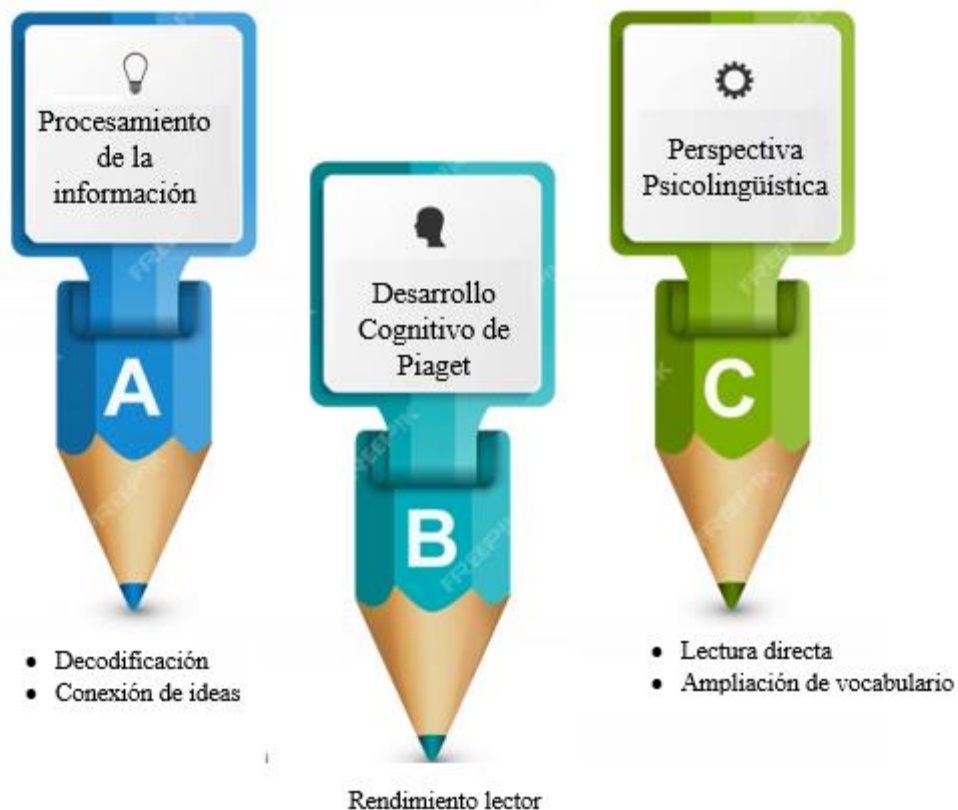 Procesamiento
de la
información
A
• Decodificación
• Conexión de ideas
Desarrollo
Cognitivo de
Piaget
B
Rendimiento lector
Perspectiva
Psicolingüística
C
• Lectura directa
• Ampliación de vocabulario
FREEPIK